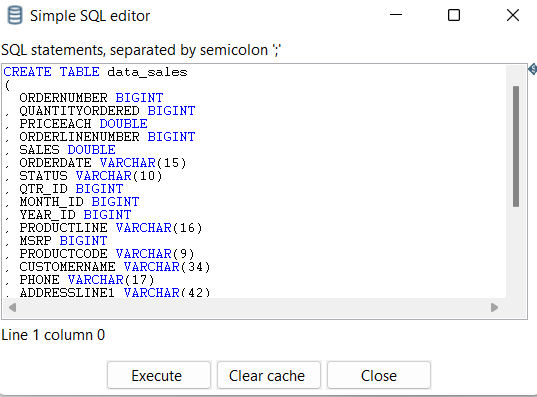 Simple SQL editor
SQL statements, separated by semicolon ';'
CREATE TABLE data_sales
(
  ORDERNUMBER BIGINT
, QUANTITYORDERED BIGINT
, PRICEEACH DOUBLE
, ORDERLINENUMBER BIGINT
, SALES DOUBLE
, ORDERDATE VARCHAR(15)
, STATUS VARCHAR(10)
, QTR_ID BIGINT
, MONTH_ID BIGINT
, YEAR_ID BIGINT
, PRODUCTLINE VARCHAR(16)
, MSRP BIGINT
, PRODUCTCODE VARCHAR(9)
, CUSTOMERNAME VARCHAR(34)
, PHONE VARCHAR(17)
, ADDRESSLINE1 VARCHAR(42)
Line 1 column 0
Execute Clear cache Close